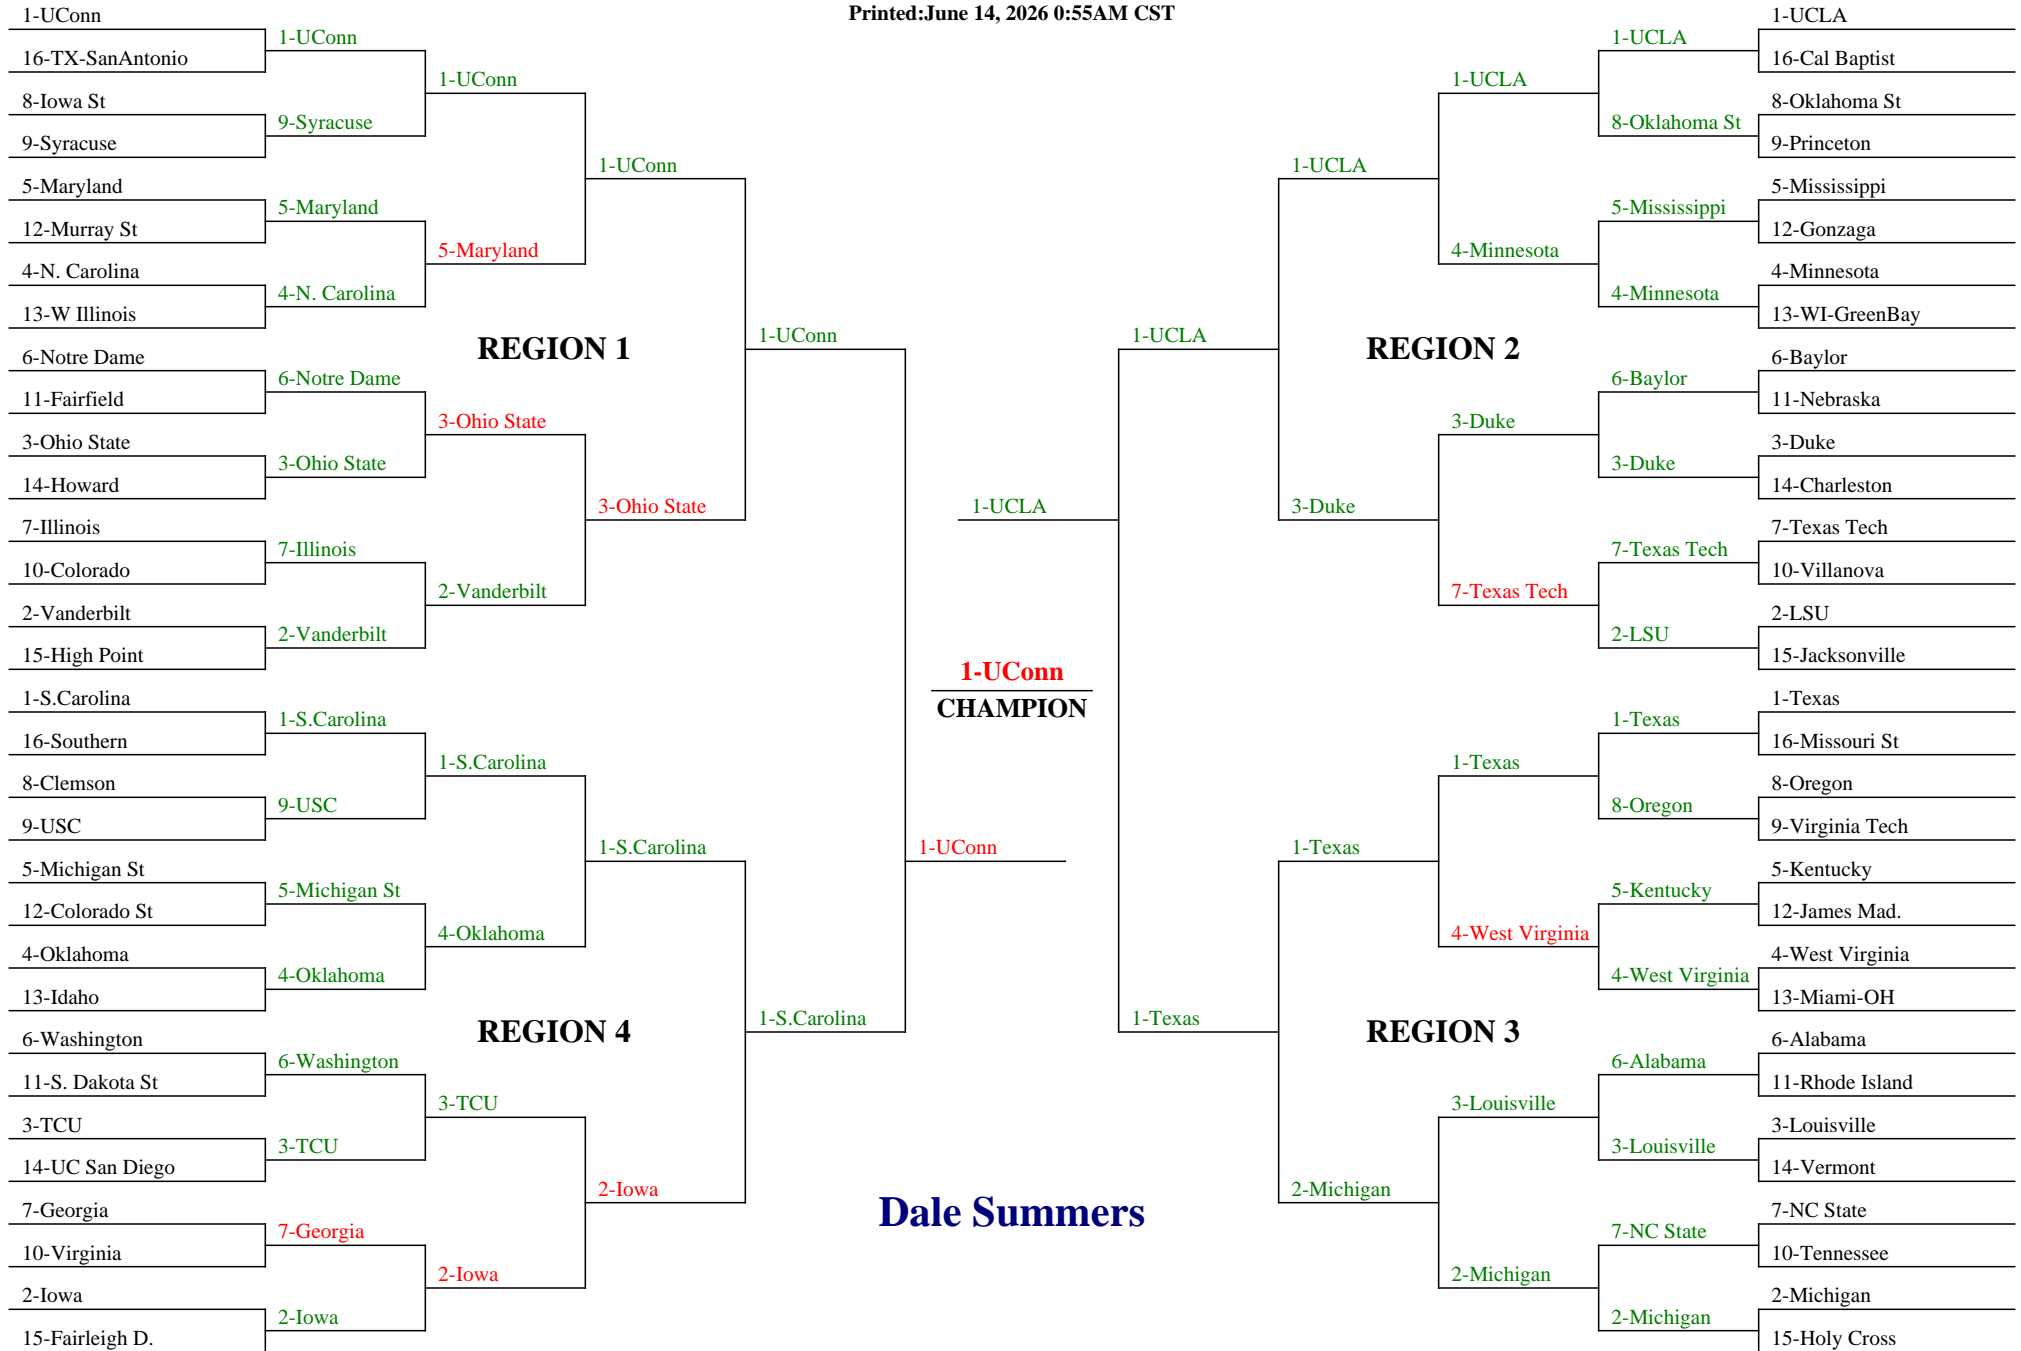 Printed:June 14, 2026 0:55AM CST
1-UConn
16-TX-SanAntonio
8-Iowa St
9-Syracuse
5-Maryland
12-Murray St
4-N. Carolina
13-W Illinois
6-Notre Dame
11-Fairfield
3-Ohio State
14-Howard
7-Illinois
10-Colorado
2-Vanderbilt
15-High Point
1-S.Carolina
16-Southern
8-Clemson
9-USC
5-Michigan St
12-Colorado St
4-Oklahoma
13-Idaho
6-Washington
11-S. Dakota St
3-TCU
14-UC San Diego
7-Georgia
10-Virginia
2-Iowa
15-Fairleigh D.
1-UConn
9-Syracuse
5-Maryland
4-N. Carolina
6-Notre Dame
3-Ohio State
7-Illinois
2-Vanderbilt
1-S.Carolina
9-USC
5-Michigan St
4-Oklahoma
6-Washington
3-TCU
7-Georgia
2-Iowa
1-UConn
5-Maryland
3-Ohio State
2-Vanderbilt
1-S.Carolina
4-Oklahoma
3-TCU
2-Iowa
REGION 1
REGION 4
1-UConn
3-Ohio State
1-S.Carolina
2-Iowa
1-UConn
1-S.Carolina
1-UConn
1-UCLA
1-UConn
CHAMPION
Dale Summers
1-UCLA
1-Texas
1-UCLA
3-Duke
1-Texas
2-Michigan
REGION 2
REGION 3
1-UCLA
4-Minnesota
3-Duke
7-Texas Tech
1-Texas
4-West Virginia
3-Louisville
2-Michigan
1-UCLA
8-Oklahoma St
5-Mississippi
4-Minnesota
6-Baylor
3-Duke
7-Texas Tech
2-LSU
1-Texas
8-Oregon
5-Kentucky
4-West Virginia
6-Alabama
3-Louisville
7-NC State
2-Michigan
1-UCLA
16-Cal Baptist
8-Oklahoma St
9-Princeton
5-Mississippi
12-Gonzaga
4-Minnesota
13-WI-GreenBay
6-Baylor
11-Nebraska
3-Duke
14-Charleston
7-Texas Tech
10-Villanova
2-LSU
15-Jacksonville
1-Texas
16-Missouri St
8-Oregon
9-Virginia Tech
5-Kentucky
12-James Mad.
4-West Virginia
13-Miami-OH
6-Alabama
11-Rhode Island
3-Louisville
14-Vermont
7-NC State
10-Tennessee
2-Michigan
15-Holy Cross